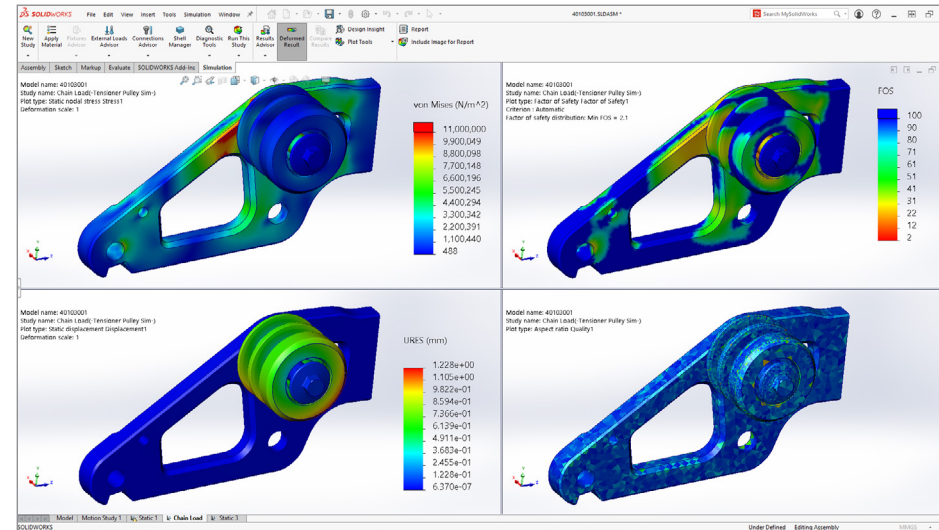 SOLIDWORKS File Edit View Insert Tools Simulation Window
40103001.SLDASM *
Search MySolidWorks
New Study
Apply Material
Fixtures Advisor
External Loads Advisor
Connections Advisor
Shell Manager
Diagnostic Tools
Run This Study
Results Advisor
Deformed Result
Compare Results
Design Insight
Plot Tools
Report
Include Image for Report
Assembly Sketch Markup Evaluate SOLIDWORKS Add-Ins Simulation
Model name: 40103001
Study name: Chain Load(-Tensioner Pulley Sim-)
Plot type: Static nodal stress Stress1
Deformation scale: 1
von Mises (N/m^2)
11,000,000
9,900,049
8,800,098
7,700,148
6,600,196
5,500,245
4,400,294
3,300,342
2,200,391
1,100,440
488
Model name: 40103001
Study name: Chain Load(-Tensioner Pulley Sim-)
Plot type: Factor of Safety Factor of Safety1
Criterion : Automatic
Factor of safety distribution: Min FOS = 2.1
FOS
100
90
80
71
61
51
41
31
22
12
2
Model name: 40103001
Study name: Chain Load(-Tensioner Pulley Sim-)
Plot type: Static displacement Displacement1
Deformation scale: 1
URES (mm)
1.228e+00
1.105e+00
9.822e-01
8.594e-01
7.366e-01
6.139e-01
4.911e-01
3.683e-01
2.455e-01
1.228e-01
6.370e-07
Model name: 40103001
Study name: Chain Load(-Tensioner Pulley Sim-)
Plot type: Aspect ratio Quality1
Model Motion Study 1 Static 1 Chain Load Static 3
SOLIDWORKS
Under Defined Editing Assembly MMGS